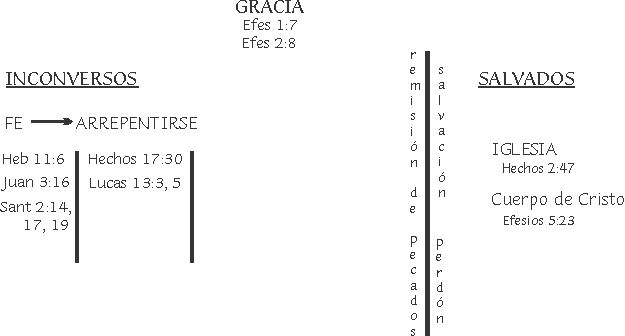 GRACIA
Efes 1:7
Efes 2:8
INCONVERSOS
FE ARREPENTIRSE
Heb 11:6
Juan 3:16
Sant 2:14,
17, 19
Hechos 17:30
Lucas 13:3, 5
remisión de pecados
salvación perdón
SALVADOS
IGLESIA
Hechos 2:47
Cuerpo de Cristo
Efesios 5:23